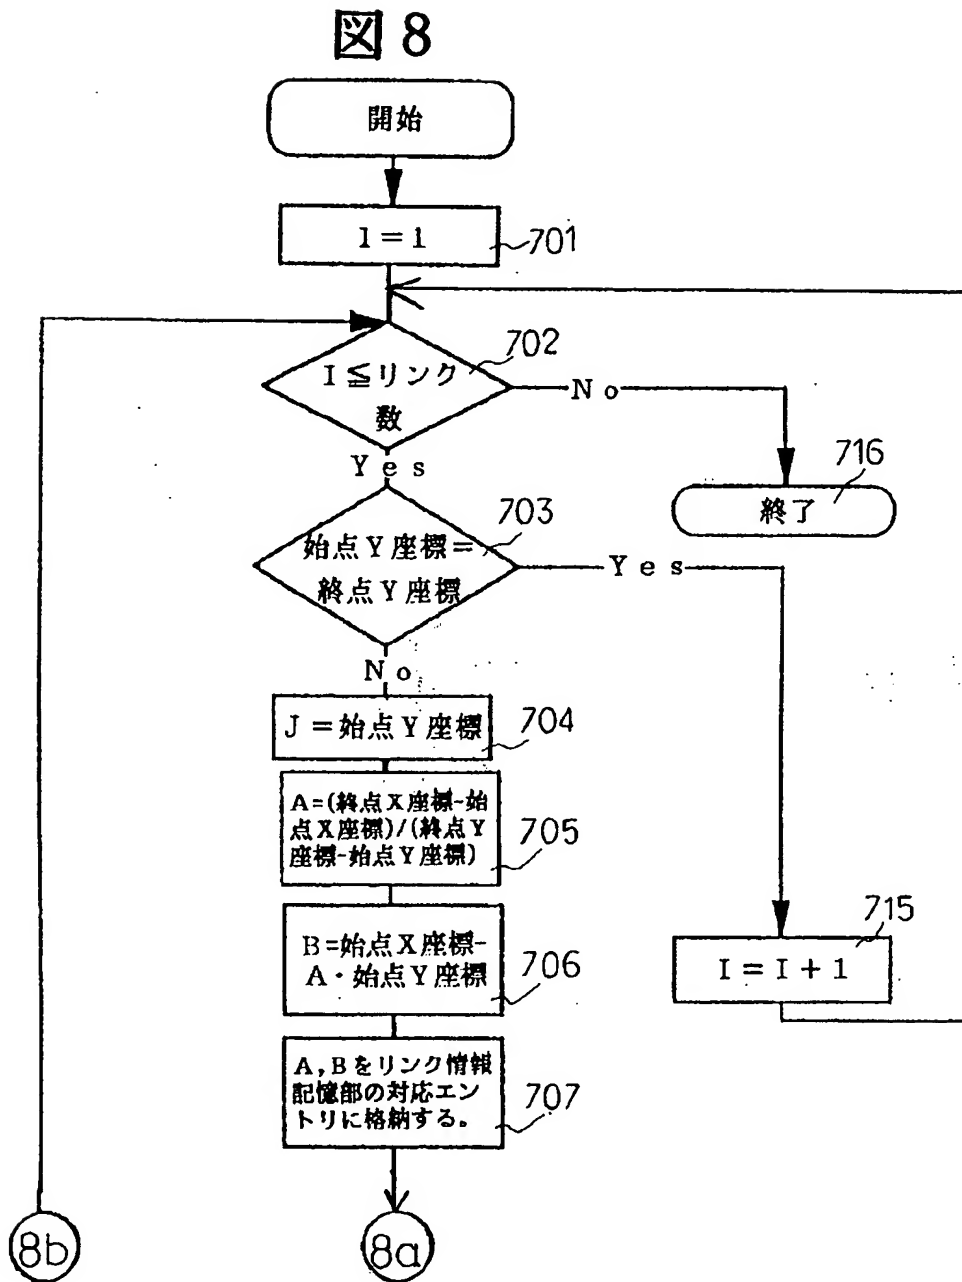 図8
開始
I=1
701
I≦リンク
数
702
No
Yes
716
終了
703
始点Y座標=
終点Y座標
Yes
No
J=始点Y座標
704
A=(終点X座標-始
点X座標)/(終点Y
座標-始点Y座標)
705
B=始点X座標-
A・始点Y座標
706
715
I=I+1
A,Bをリンク情報
記憶部の対応エン
トリに格納する。
707
8b
8a